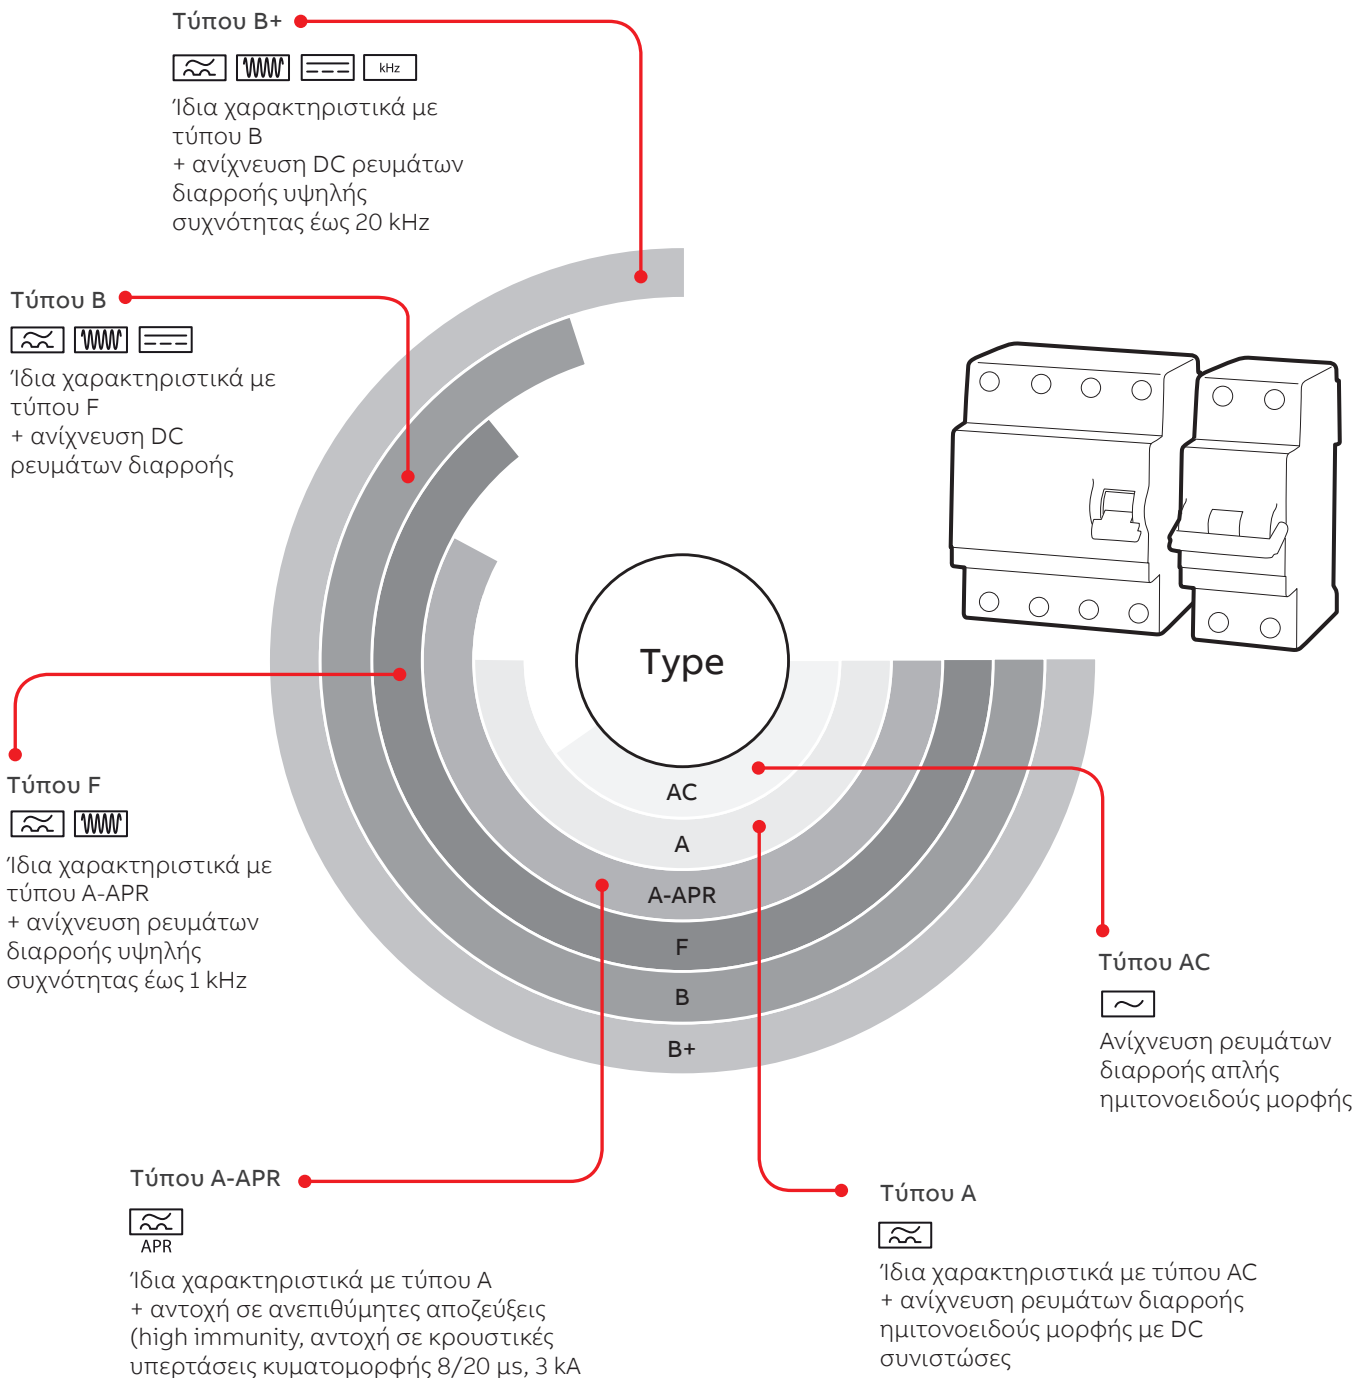 Τύπου B+
kHz
Ίδια χαρακτηριστικά με
τύπου B
+ ανίχνευση DC ρευμάτων
διαρροής υψηλής
συχνότητας έως 20 kHz
Τύπου B
Ίδια χαρακτηριστικά με
τύπου F
+ ανίχνευση DC
ρευμάτων διαρροής
Type
AC
A
A-APR
F
B
B+
Τύπου F
Ίδια χαρακτηριστικά με
τύπου A-APR
+ ανίχνευση ρευμάτων
διαρροής υψηλής
συχνότητας έως 1 kHz
Τύπου AC
Ανίχνευση ρευμάτων
διαρροής απλής
ημιτονοειδούς μορφής
Τύπου A-APR
APR
Ίδια χαρακτηριστικά με τύπου A
+ αντοχή σε ανεπιθύμητες αποζεύξεις
(high immunity, αντοχή σε κρουστικές
υπερτάσεις κυματομορφής 8/20 μs, 3 kA
Τύπου A
Ίδια χαρακτηριστικά με τύπου AC
+ ανίχνευση ρευμάτων διαρροής
ημιτονοειδούς μορφής με DC
συνιστώσες